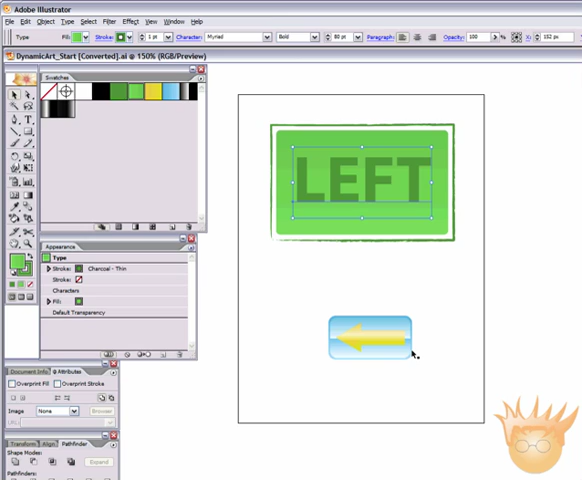 Adobe Illustrator
File Edit Object Type Select Filter Effect View Window Help
Type Fill: Stroke: 1 pt Character: Myriad Bold 80 pt Paragraph: Opacity: 100 X: 152 px
DynamicArt_Start [Converted].ai @ 150% (RGB/Preview)
Swatches
LEFT
Appearance
Type
Stroke: Charcoal - Thin
Stroke:
Characters
Fill:
Default Transparency
Document Info Attributes
Overprint Fill Overprint Stroke
Image None Browser
URL:
Transform Align Pathfinder
Shape Modes:
Expand
Pathfinders: